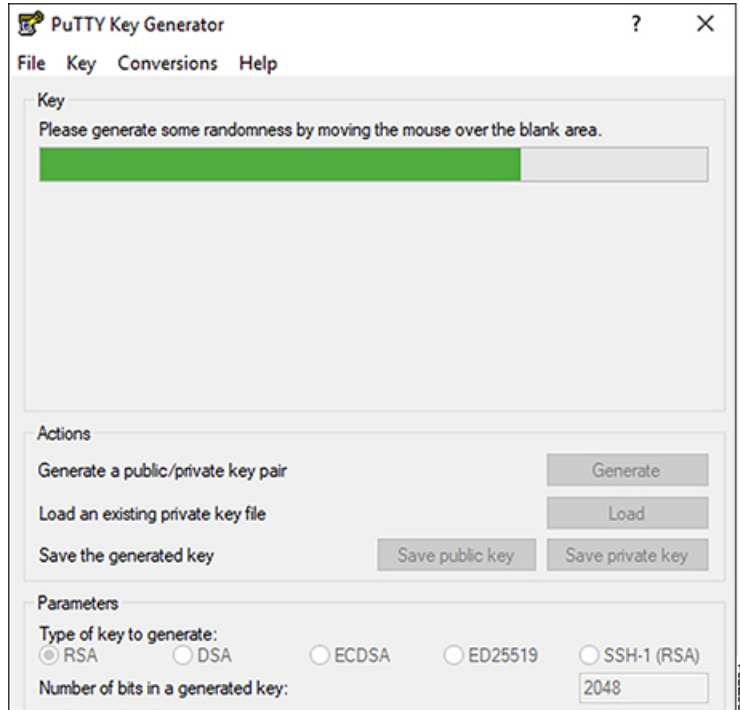 PuTTY Key Generator ? X
File Key Conversions Help
Key
Please generate some randomness by moving the mouse over the blank area.
Actions
Generate a public/private key pair Generate
Load an existing private key file Load
Save the generated key Save public key Save private key
Parameters
Type of key to generate:
RSA DSA ECDSA ED25519 SSH-1 (RSA)
Number of bits in a generated key: 2048